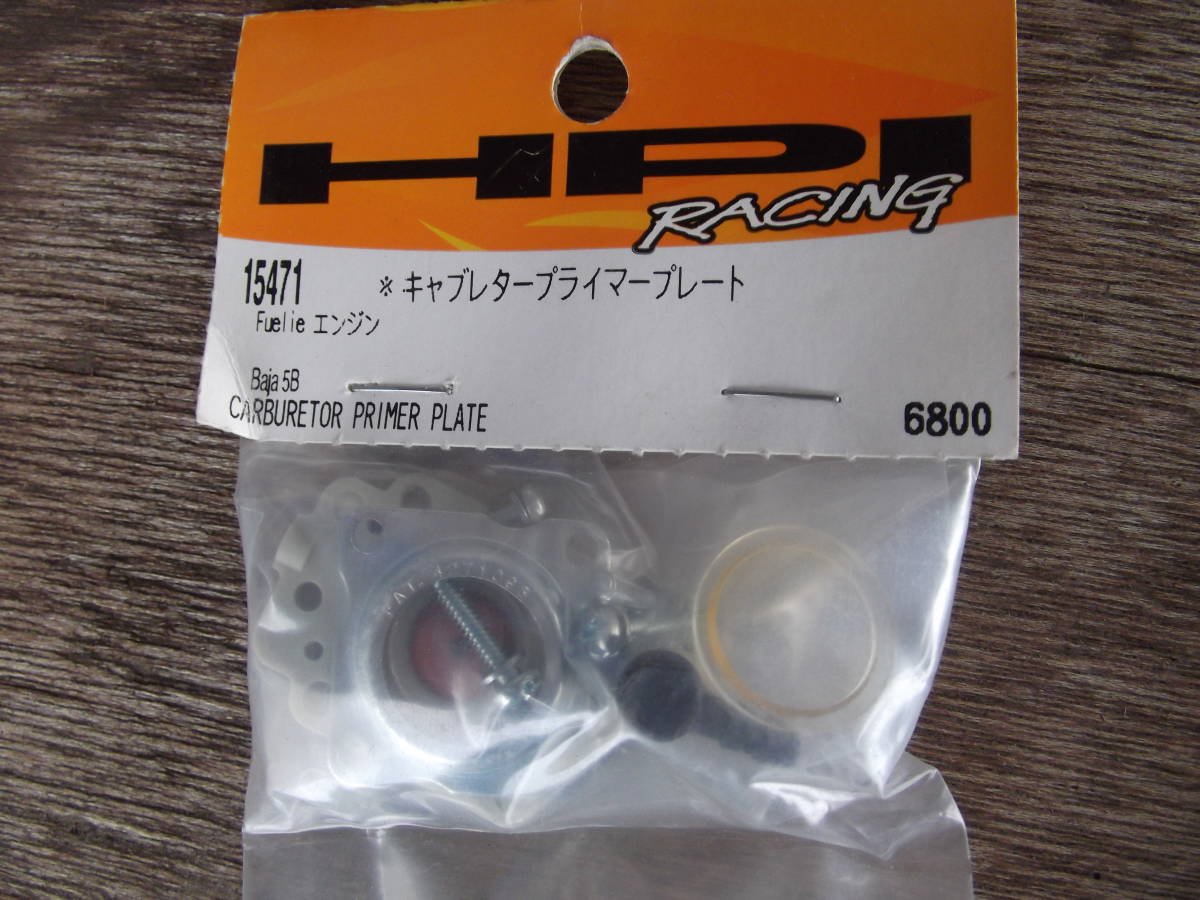 HPI
RACING
15471 ※キャブレタープライマープレート
Fuelie エンジン
Baja 5B
CARBURETOR PRIMER PLATE 6800